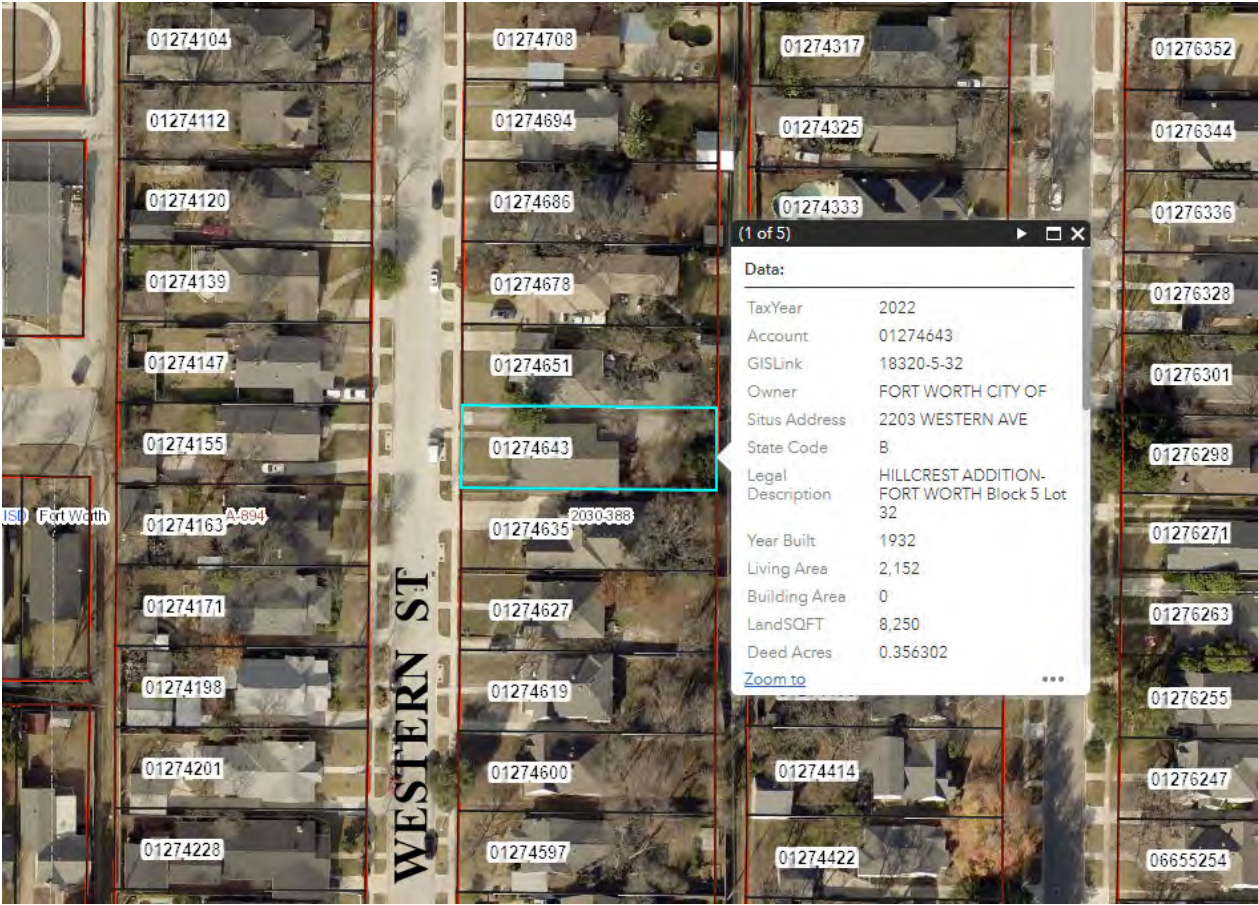 01274104
01274708
01274317
01276352
01274112
01274694
01274325
01276344
01274120
01274686
01274333
01276336
01274139
01274678
01276328
01274147
01274651
01276301
01274155
01274643
01276298
ISD Fort Worth
01274163
A-894
01274635
2030-388
01276271
01274171
01274627
01276263
01274198
01274619
01276255
01274201
01274600
01274414
01276247
01274228
01274597
01274422
06655254
WESTERN ST
(1 of 5)
Data:
TaxYear 2022
Account 01274643
GISLink 18320-5-32
Owner FORT WORTH CITY OF
Situs Address 2203 WESTERN AVE
State Code B
Legal HILLCREST ADDITION-
Description FORT WORTH Block 5 Lot
32
Year Built 1932
Living Area 2,152
Building Area 0
LandSQFT 8,250
Deed Acres 0.356302
Zoom to